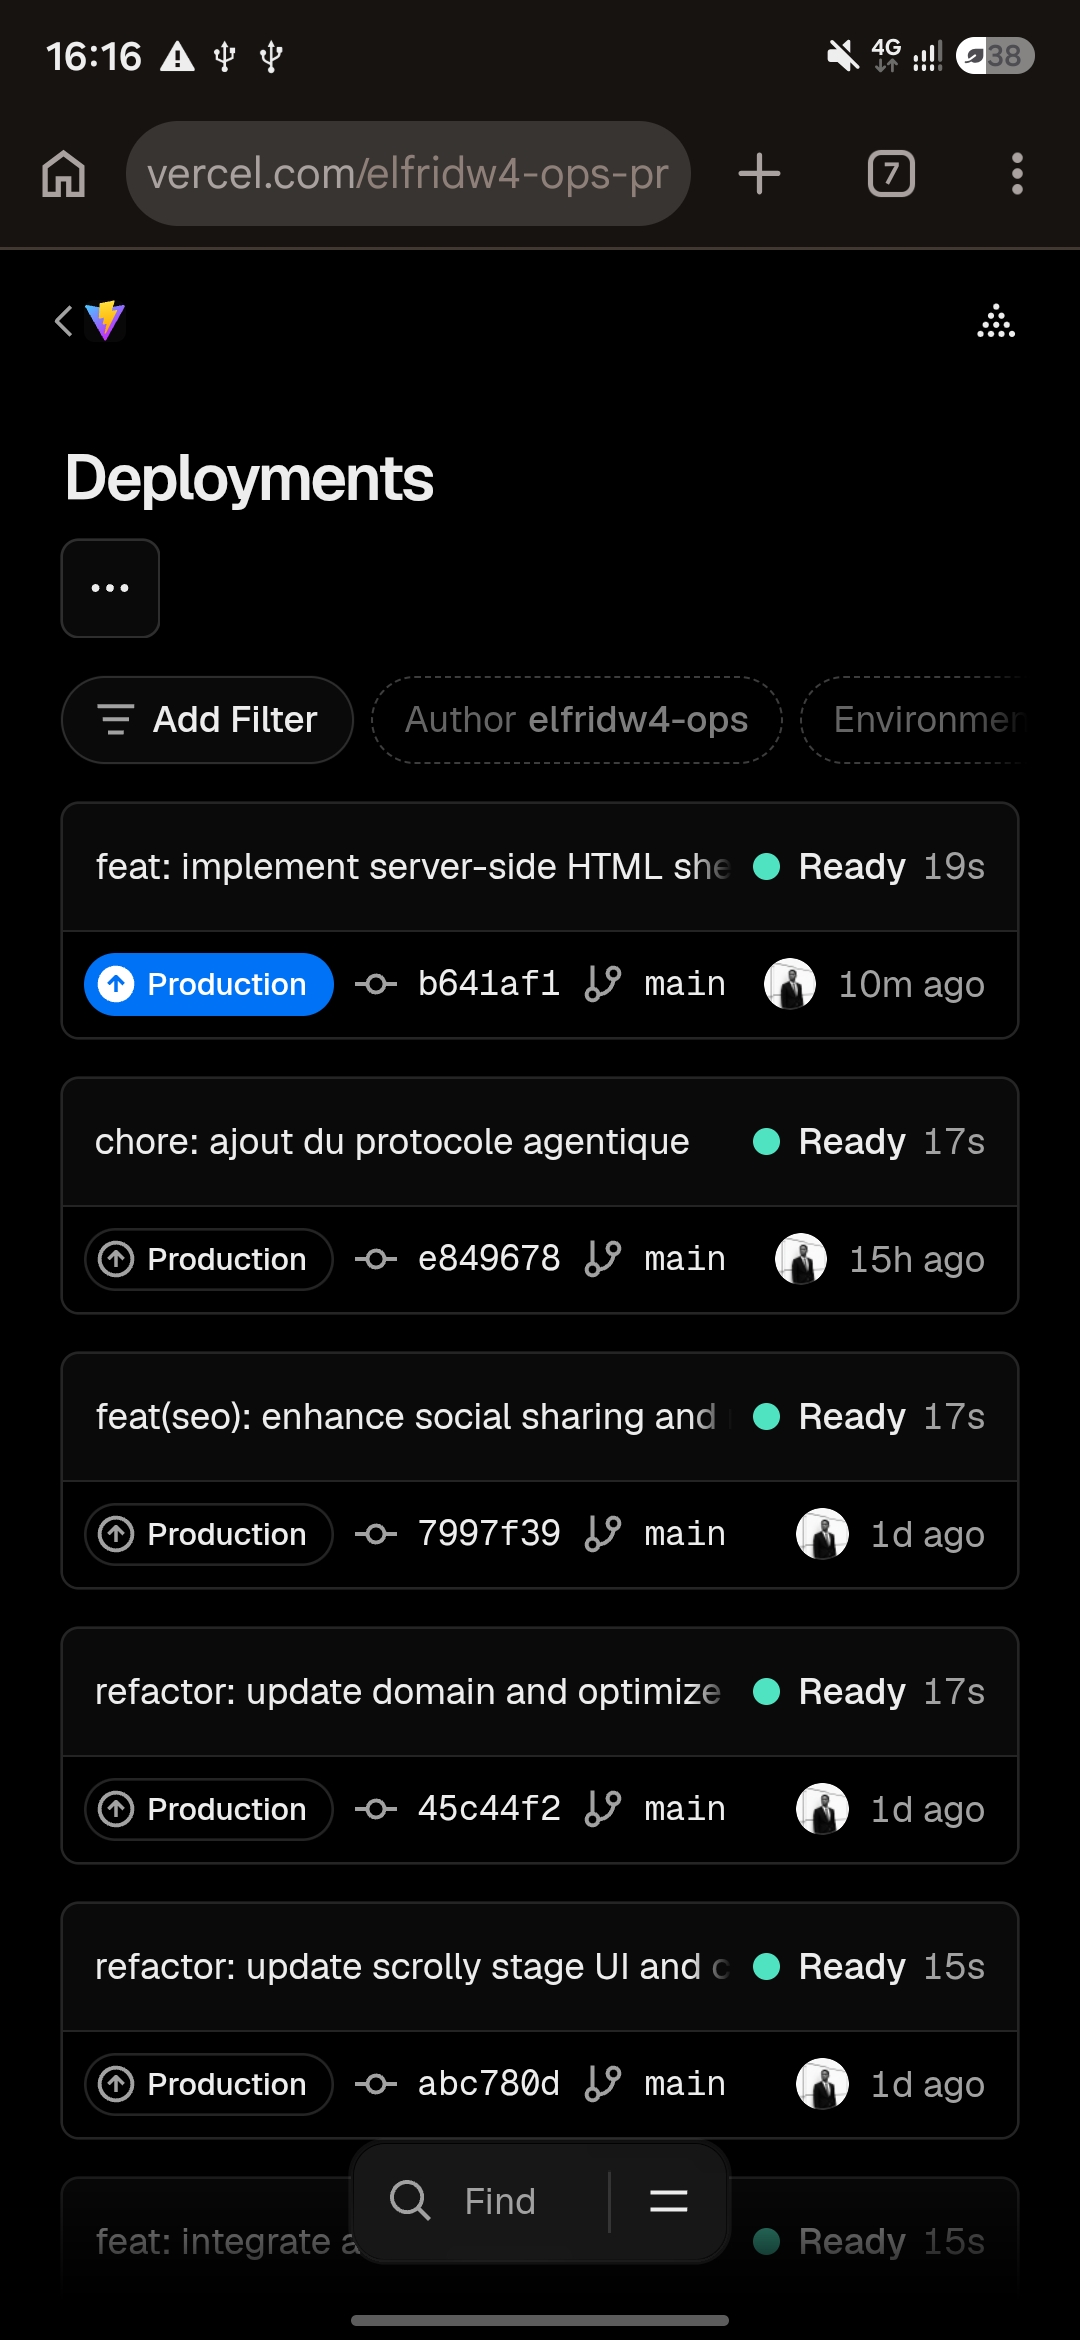 16:16
4G
38
vercel.com/elfridw4-ops-pr
7
Deployments
Add Filter
Author elfridw4-ops
Environmen
feat: implement server-side HTML she
Ready 19s
Production
b641af1
main
10m ago
chore: ajout du protocole agentique
Ready 17s
Production
e849678
main
15h ago
feat(seo): enhance social sharing and
Ready 17s
Production
7997f39
main
1d ago
refactor: update domain and optimize
Ready 17s
Production
45c44f2
main
1d ago
refactor: update scrolly stage UI and c
Ready 15s
Production
abc780d
main
1d ago
feat: integrate a
Ready 15s
Find